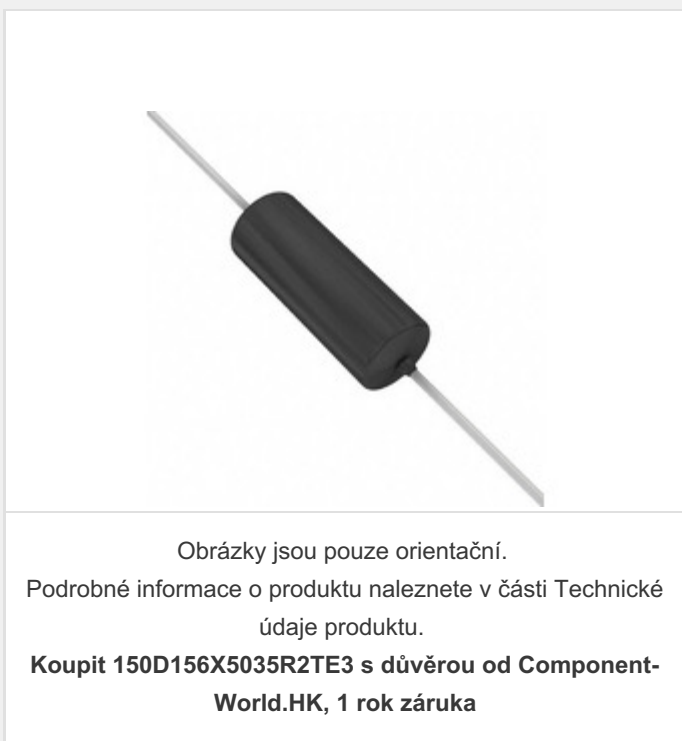 Obrázky jsou pouze orientační.
Podrobné informace o produktu naleznete v části Technické
údaje produktu.
Koupit 150D156X5035R2TE3 s důvěrou od Component-
World.HK, 1 rok záruka